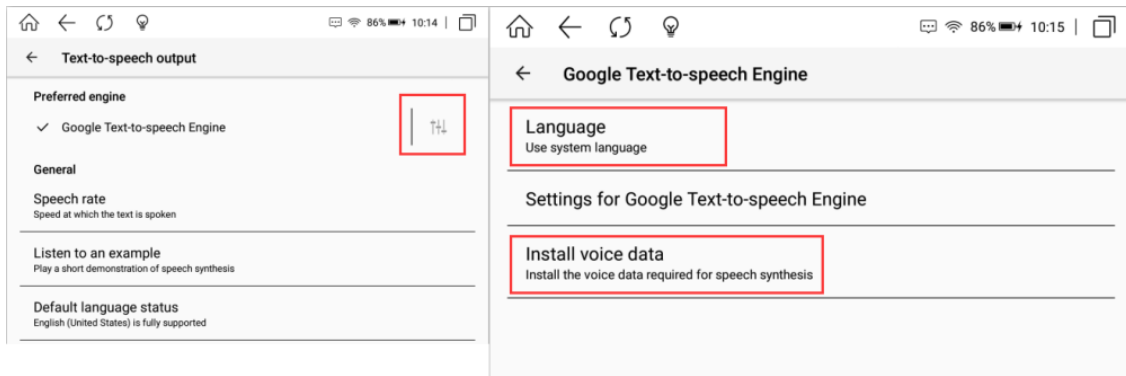 86% 10:14
Text-to-speech output
Preferred engine
Google Text-to-speech Engine
General
Speech rate
Speed at which the text is spoken
Listen to an example
Play a short demonstration of speech synthesis
Default language status
English (United States) is fully supported
86% 10:15
Google Text-to-speech Engine
Language
Use system language
Settings for Google Text-to-speech Engine
Install voice data
Install the voice data required for speech synthesis